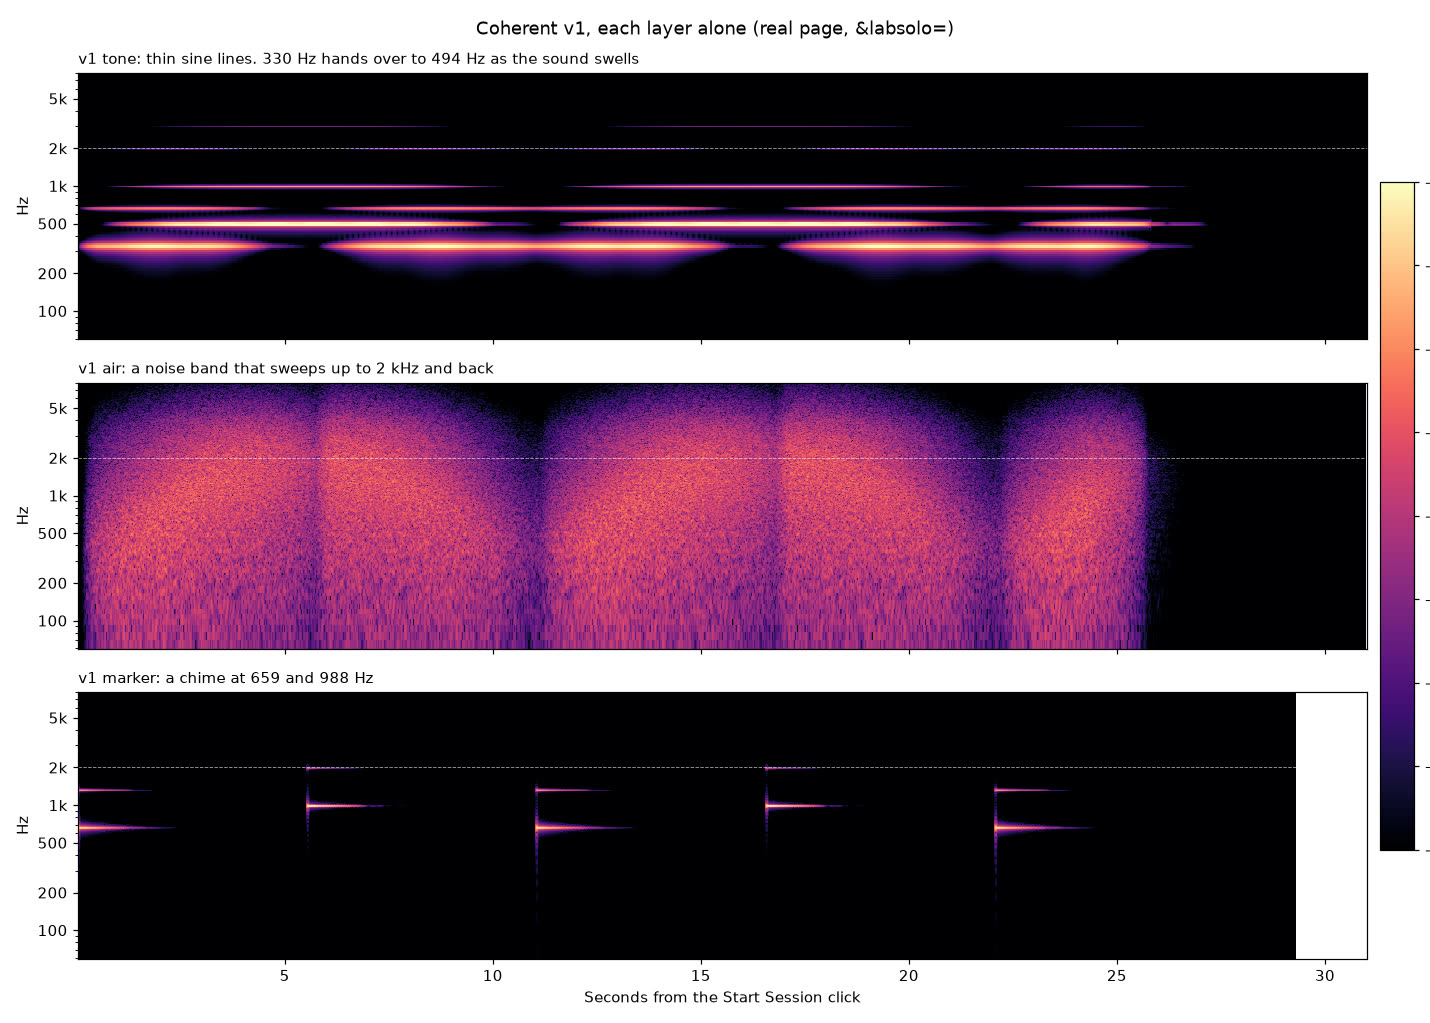 Coherent v1, each layer alone (real page, &labsolo=)
v1 tone: thin sine lines. 330 Hz hands over to 494 Hz as the sound swells
5k
2k
1k
500
200
100
Hz
v1 air: a noise band that sweeps up to 2 kHz and back
5k
2k
1k
500
200
100
Hz
v1 marker: a chime at 659 and 988 Hz
5k
2k
1k
500
200
100
Hz
5 10 15 20 25 30
Seconds from the Start Session click